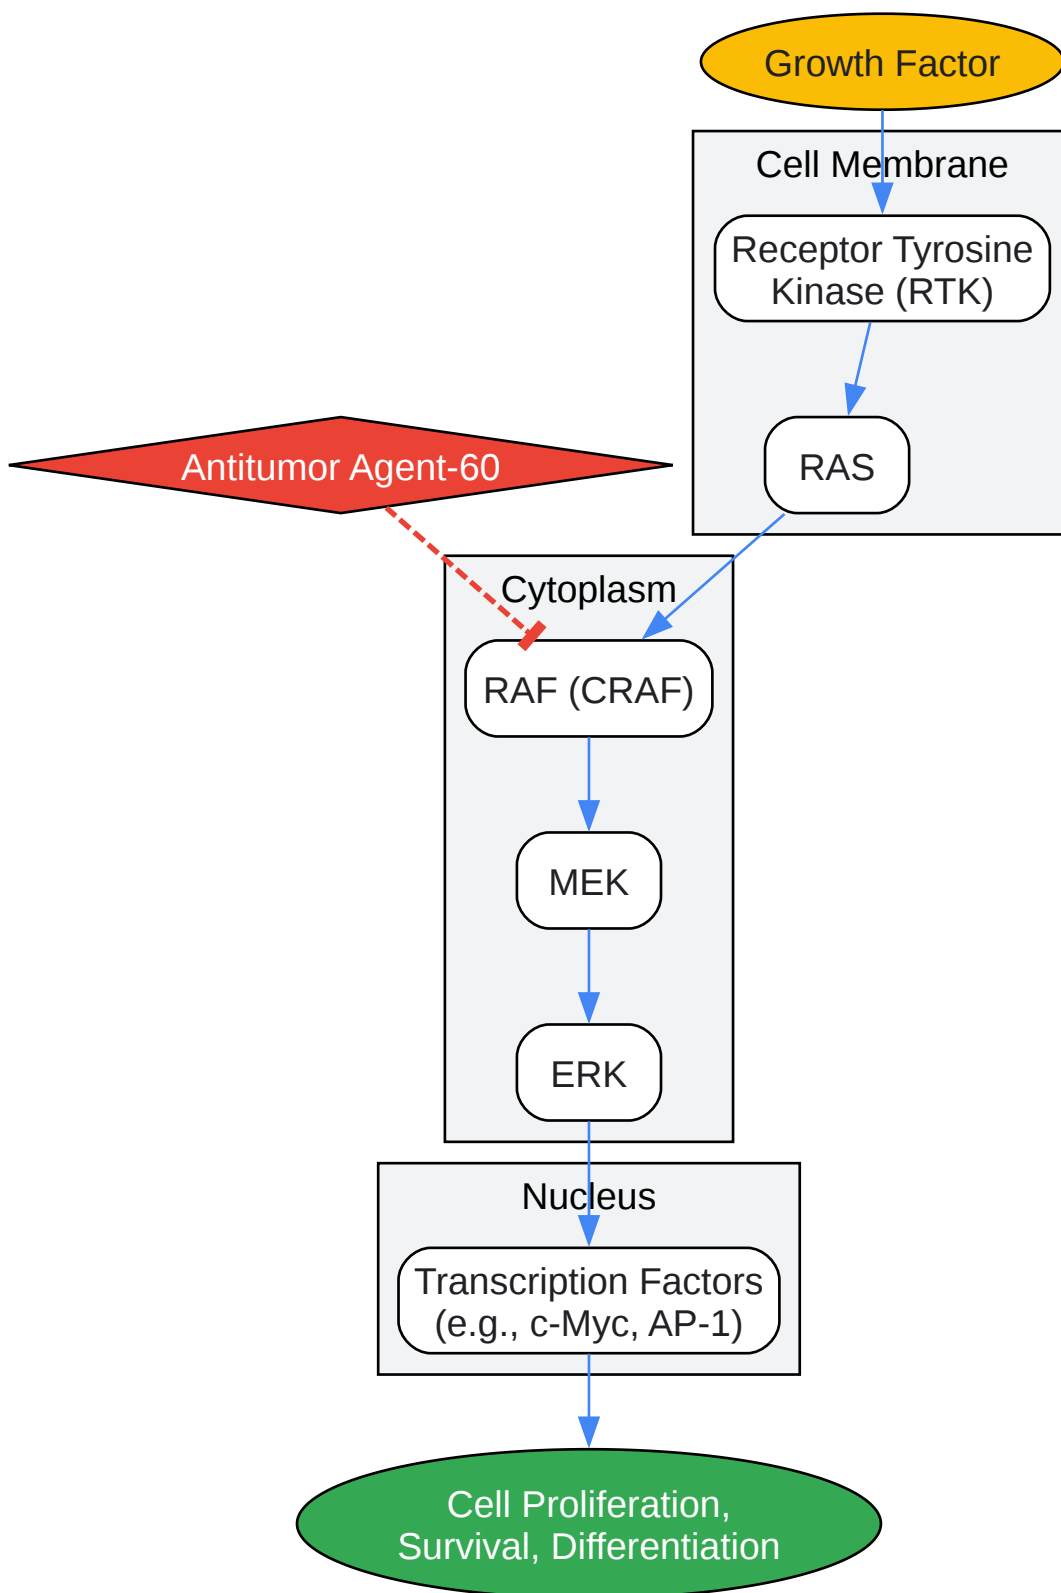 Growth Factor
Cell Membrane
Receptor Tyrosine
Kinase (RTK)
Antitumor Agent-60
RAS
Cytoplasm
RAF (CRAF)
MEK
ERK
Nucleus
Transcription Factors
(e.g., c-Myc, AP-1)
Cell Proliferation,
Survival, Differentiation